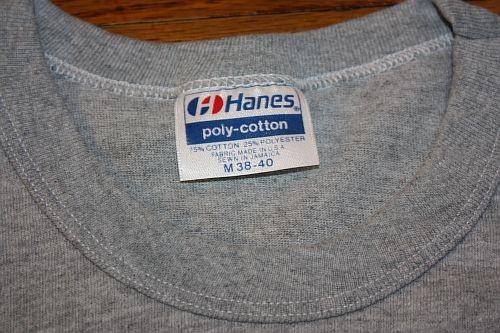 Hanes®
poly-cotton
75% COTTON 25% POLYESTER
FABRIC MADE IN U.S.A.
SEWN IN JAMAICA
M 38-40